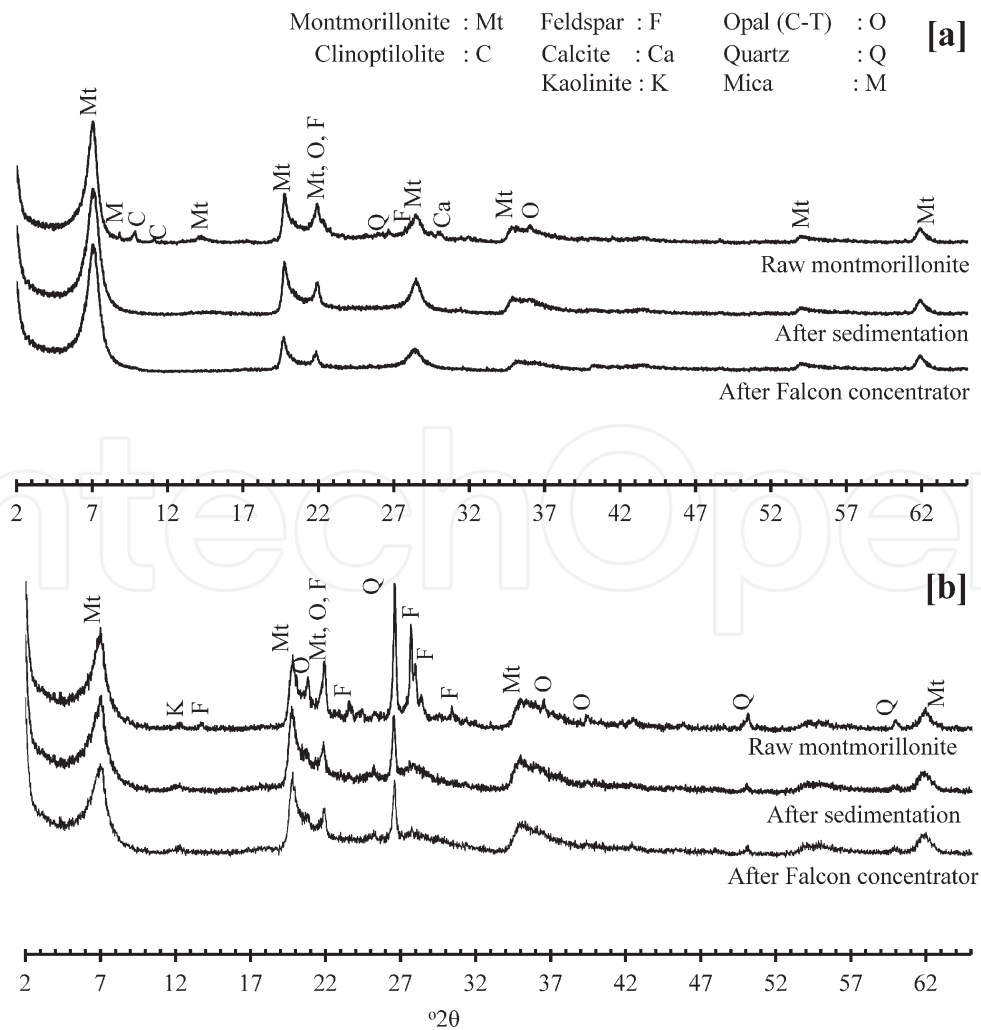 Montmorillonite : Mt Feldspar : F Opal (C-T) : O
[a]
Clinoptilolite : C Calcite : Ca Quartz : Q
Kaolinite : K Mica : M
Mt
M
C
C
Mt
Mt
Mt, O, F
Q
F
Mt
Ca
Mt
O
Mt
Mt
Raw montmorillonite
After sedimentation
After Falcon concentrator
2 7 12 17 22 27 32 37 42 47 52 57 62
IntechOpen
[b]
Mt
K
F
Mt
O
Mt, O, F
F
Q
F
F
F
Mt
O
O
Q
Q
Mt
Raw montmorillonite
After sedimentation
After Falcon concentrator
2 7 12 17 22 27 32 37 42 47 52 57 62
°2θ